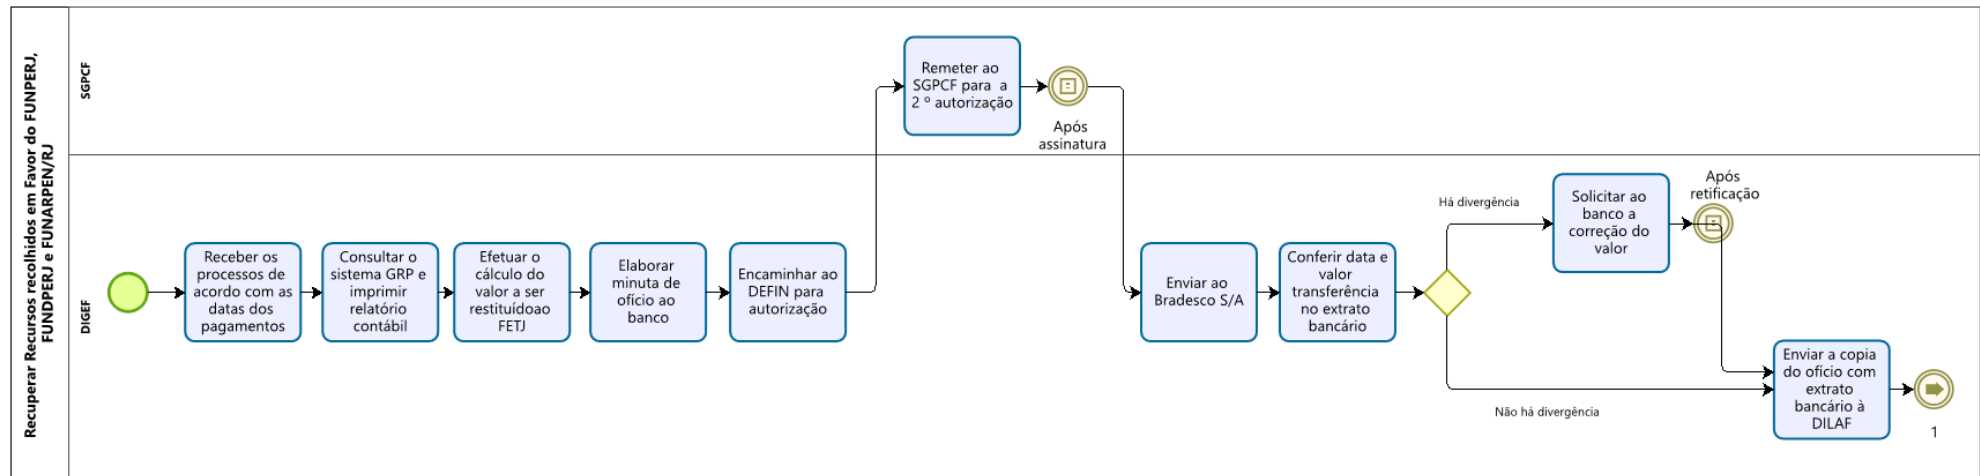 Recuperar Recursos recolhidos em Favor do FUNPERJ,
FUNDPERJ e FUNARPEN/RJ
SGPCF
Remeter ao
SGPCF para a
2 º autorização
Após
assinatura
DIGEF
Receber os
processos de
acordo com as
datas dos
pagamentos
Consultar o
sistema GRP e
imprimir
relatório
contábil
Efetuar o
cálculo do
valor a ser
restituídoao
FETJ
Elaborar
minuta de
ofício ao
banco
Encaminhar ao
DEFIN para
autorização
Enviar ao
Bradesco S/A
Conferir data e
valor
transferência
no extrato
bancário
Há divergência
Solicitar ao
banco a
correção do
valor
Após
retificação
Não há divergência
Enviar a copia
do ofício com
extrato
bancário à
DILAF
1